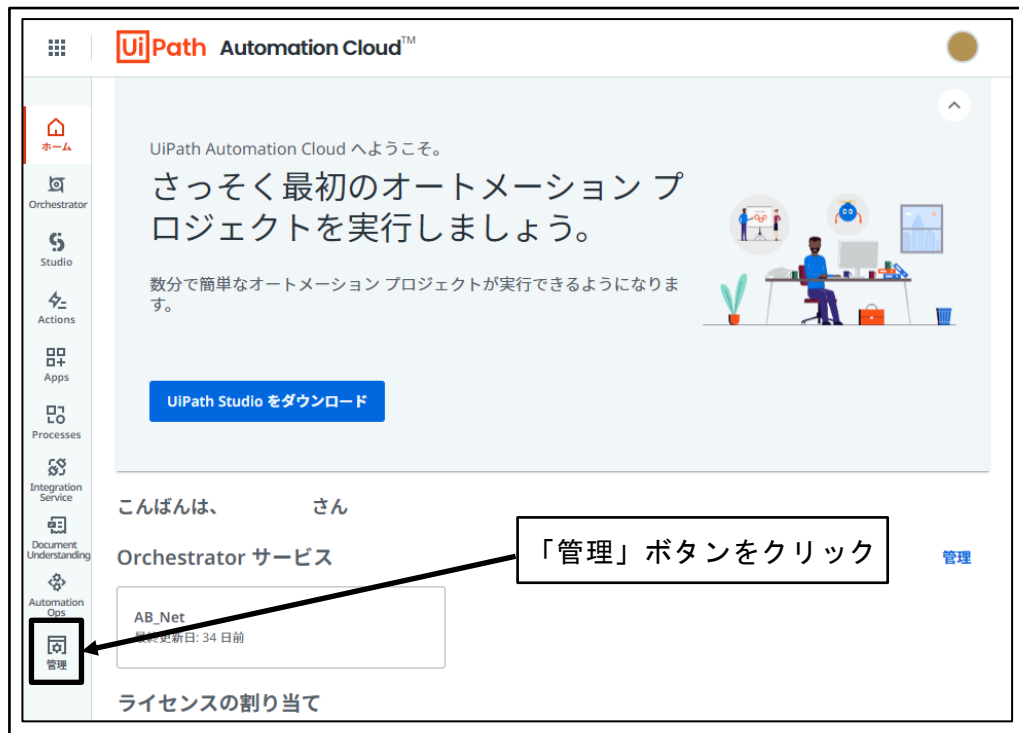 UiPath Automation Cloud™
ホーム
Orchestrator
Studio
Actions
Apps
Processes
Integration
Service
Document
Understanding
Automation
Ops
管理
UiPath Automation Cloud へようこそ。
さっそく最初のオートメーション プ
ロジェクトを実行しましょう。
数分で簡単なオートメーション プロジェクトが実行できるようになりま
す。
UiPath Studio をダウンロード
こんばんは、 さん
Orchestrator サービス
「管理」ボタンをクリック
管理
AB_Net
最終更新日: 34 日前
ライセンスの割り当て